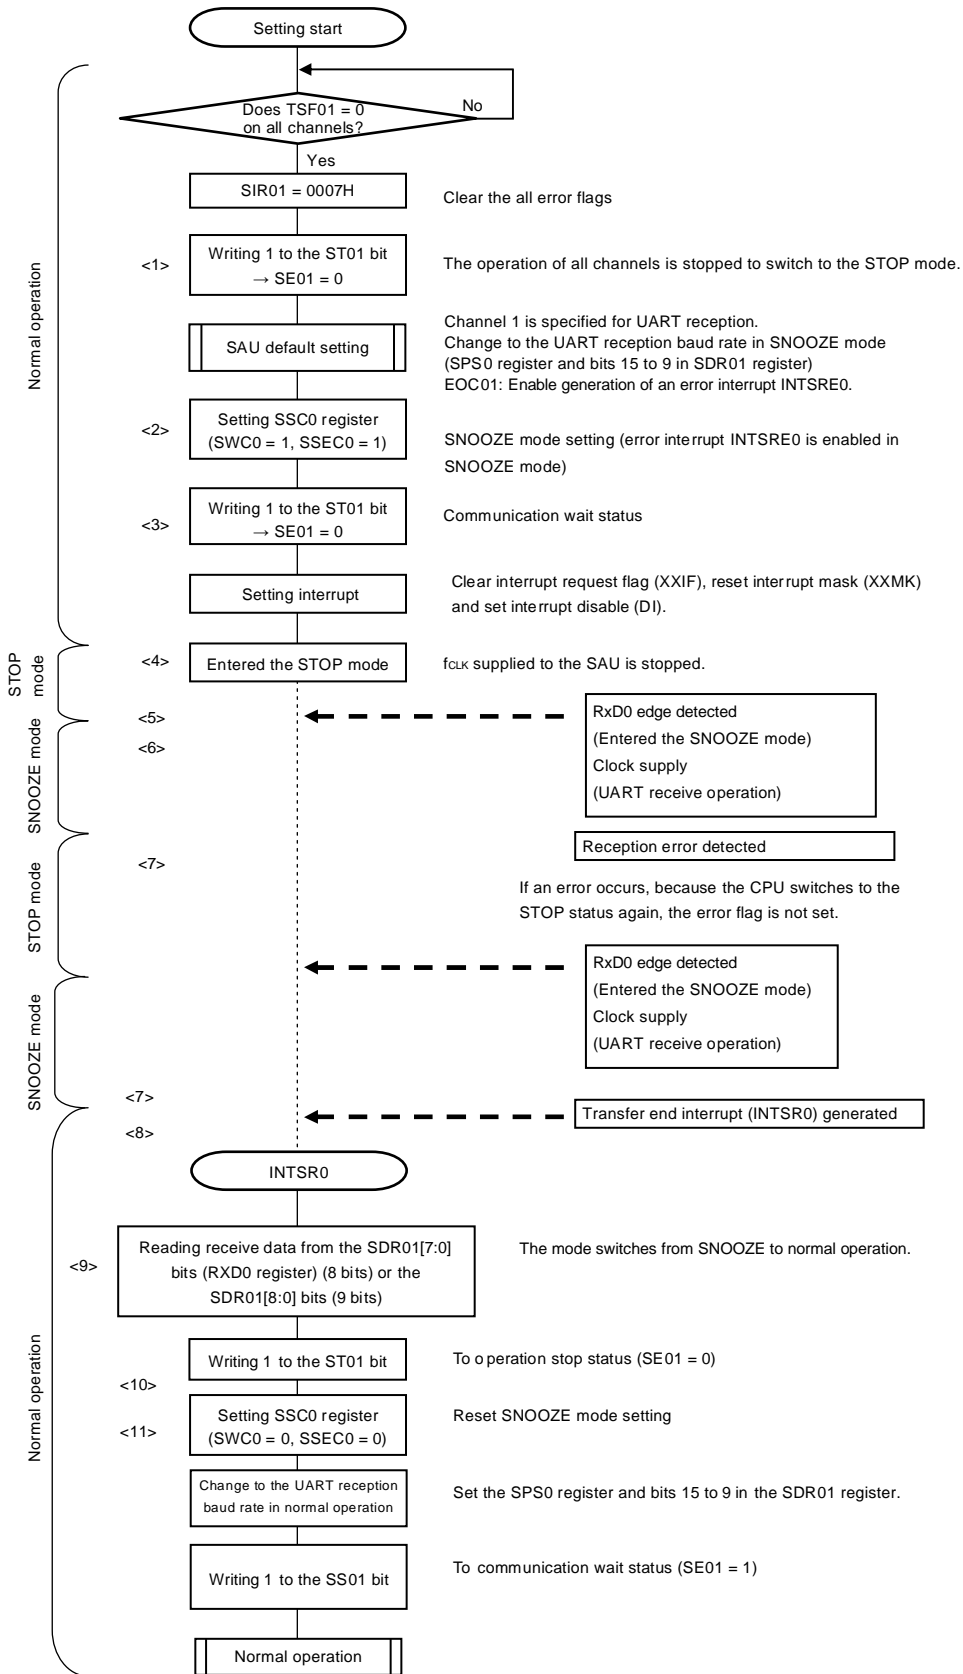 Setting start
Does TSF01 = 0
on all channels?
No
Yes
SIR01 = 0007H
Clear the all error flags
<1>
Writing 1 to the ST01 bit
→ SE01 = 0
The operation of all channels is stopped to switch to the STOP mode.
SAU default setting
Channel 1 is specified for UART reception.
Change to the UART reception baud rate in SNOOZE mode
(SPS0 register and bits 15 to 9 in SDR01 register)
EOC01: Enable generation of an error interrupt INTSRE0.
Normal operation
<2>
Setting SSC0 register
(SWC0 = 1, SSEC0 = 1)
SNOOZE mode setting (error interrupt INTSRE0 is enabled in
SNOOZE mode)
<3>
Writing 1 to the ST01 bit
→ SE01 = 0
Communication wait status
Setting interrupt
Clear interrupt request flag (XXIF), reset interrupt mask (XXMK)
and set interrupt disable (DI).
STOP
mode
<4>
Entered the STOP mode
fCLK supplied to the SAU is stopped.
<5>
<6>
RxD0 edge detected
(Entered the SNOOZE mode)
Clock supply
(UART receive operation)
SNOOZE mode
Reception error detected
<7>
If an error occurs, because the CPU switches to the
STOP status again, the error flag is not set.
STOP mode
RxD0 edge detected
(Entered the SNOOZE mode)
Clock supply
(UART receive operation)
SNOOZE mode
<7>
Transfer end interrupt (INTSR0) generated
<8>
INTSR0
<9>
Reading receive data from the SDR01[7:0]
bits (RXD0 register) (8 bits) or the
SDR01[8:0] bits (9 bits)
The mode switches from SNOOZE to normal operation.
Writing 1 to the ST01 bit
To operation stop status (SE01 = 0)
<10>
Normal operation
<11>
Setting SSC0 register
(SWC0 = 0, SSEC0 = 0)
Reset SNOOZE mode setting
Change to the UART reception
baud rate in normal operation
Set the SPS0 register and bits 15 to 9 in the SDR01 register.
Writing 1 to the SS01 bit
To communication wait status (SE01 = 1)
Normal operation